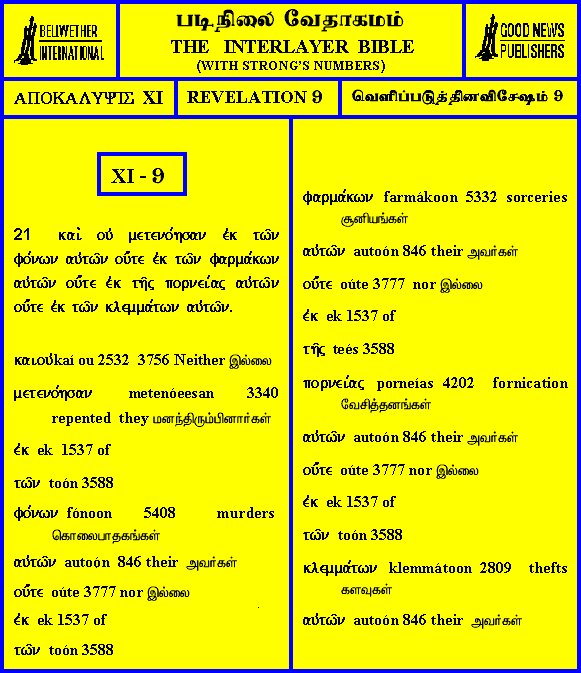 BELLWETHER
INTERNATIONAL
படிநிலை வேதாகமம்
THE INTERLAYER BIBLE
(WITH STRONG'S NUMBERS)
GOOD NEWS
PUBLISHERS
ΑΠΟΚΑΛΥΨΙΣ XI
REVELATION 9
வெளிப்படுத்தினவிசேஷம் 9
XI - 9
21 καὶ οὐ μετενόησαν ἐκ τῶν
φόνων αὐτῶν οὔτε ἐκ τῶν φαρμάκων
αὐτῶν οὔτε ἐκ τῆς πορνείας αὐτῶν
οὔτε ἐκ τῶν κλεμμάτων αὐτῶν.
καιοὐ kaí ou 2532 3756 Neither இல்லை
μετενόησαν metenóeesan 3340
repented they மனந்திரும்பினார்கள்
ἐκ ek 1537 of
τῶν toón 3588
φόνων fónoon 5408 murders
கொலைபாதகங்கள்
αὐτῶν autoón 846 their அவர்கள்
οὔτε oúte 3777 nor இல்லை
ἐκ ek 1537 of
τῶν toón 3588
φαρμάκων farmákoon 5332 sorceries
சூனியங்கள்
αὐτῶν autoón 846 their அவர்கள்
οὔτε oúte 3777 nor இல்லை
ἐκ ek 1537 of
τῆς teés 3588
πορνείας porneías 4202 fornication
வேசித்தனங்கள்
αὐτῶν autoón 846 their அவர்கள்
οὔτε oúte 3777 nor இல்லை
ἐκ ek 1537 of
τῶν toón 3588
κλεμμάτων klemmátoon 2809 thefts
களவுகள்
αὐτῶν autoón 846 their அவர்கள்